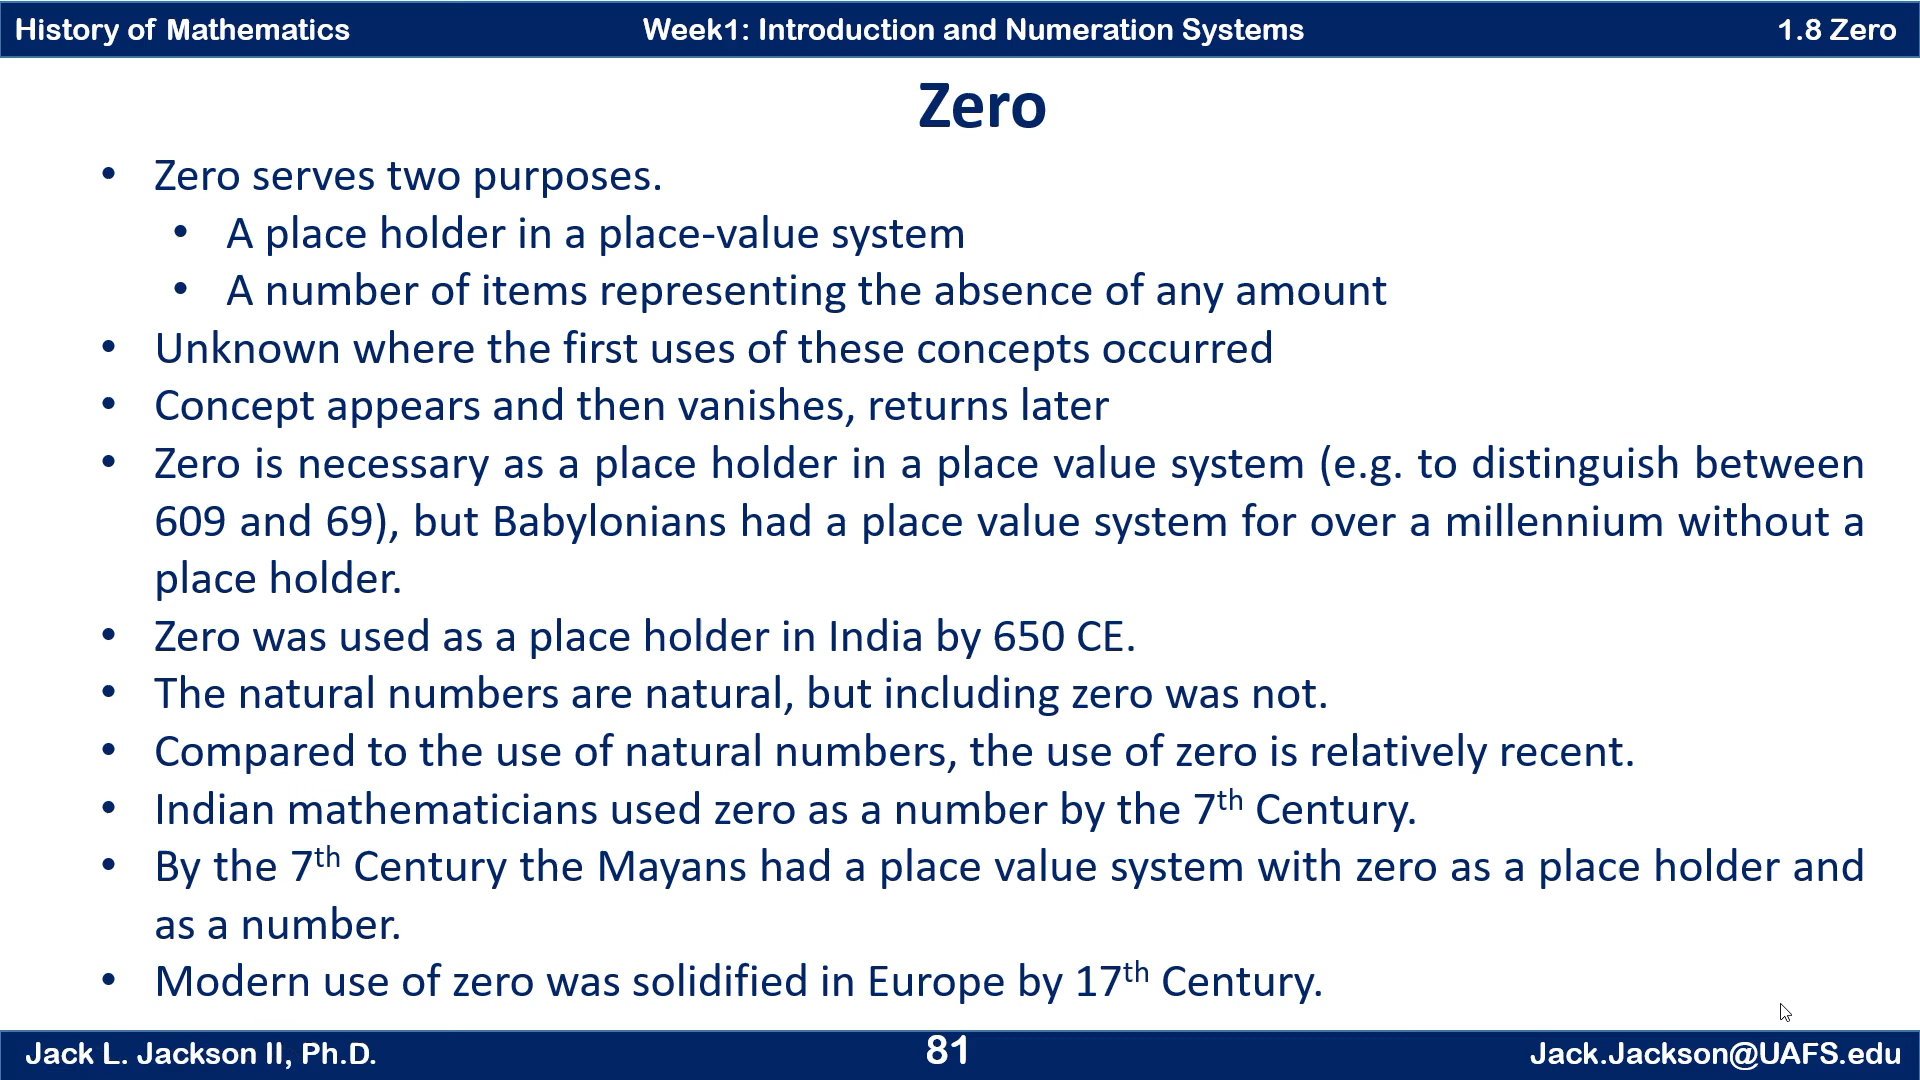 History of Mathematics
Week1: Introduction and Numeration Systems
1.8 Zero
Zero
• Zero serves two purposes.
• A place holder in a place-value system
• A number of items representing the absence of any amount
• Unknown where the first uses of these concepts occurred
• Concept appears and then vanishes, returns later
• Zero is necessary as a place holder in a place value system (e.g. to distinguish between
609 and 69), but Babylonians had a place value system for over a millennium without a
place holder.
• Zero was used as a place holder in India by 650 CE.
• The natural numbers are natural, but including zero was not.
• Compared to the use of natural numbers, the use of zero is relatively recent.
• Indian mathematicians used zero as a number by the 7th Century.
• By the 7th Century the Mayans had a place value system with zero as a place holder and
as a number.
• Modern use of zero was solidified in Europe by 17th Century.
Jack L. Jackson II, Ph.D.
81
Jack.Jackson@UAFS.edu